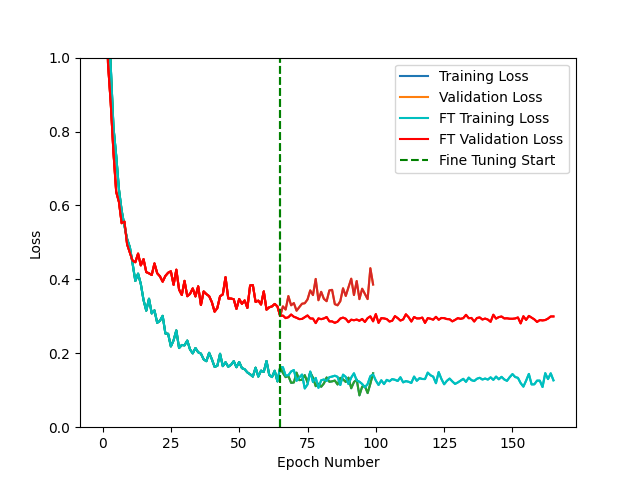 1.0
0.8
0.6
0.4
0.2
0.0
Loss
Training Loss
Validation Loss
FT Training Loss
FT Validation Loss
Fine Tuning Start
0 25 50 75 100 125 150
Epoch Number